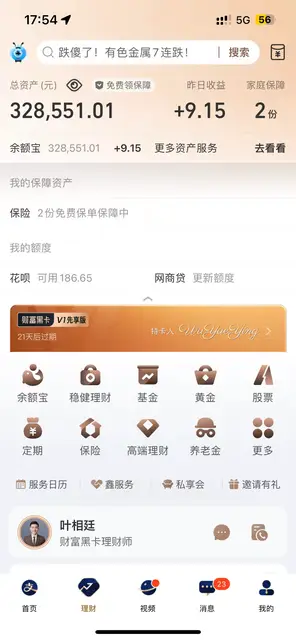 17:54 5G 56
跌傻了！有色金属7连跌！ 搜索
总资产 (元) 免费领保障 昨日收益 家庭保障
328,551.01 +9.15 2份
余额宝 328,551.01 +9.15 更多资产服务 去看看
我的保障资产
保险 2份免费保单保障中
我的额度
花呗 可用186.65 网商贷 更新额度
财富黑卡 V1先享版
21天后过期 持卡人
余额宝 稳健理财 基金 黄金 股票
定期 保险 高端理财 养老金 更多
服务日历 鑫服务 私享会 邀请有礼
叶相廷
财富黑卡理财师
23
首页 理财 视频 消息 我的